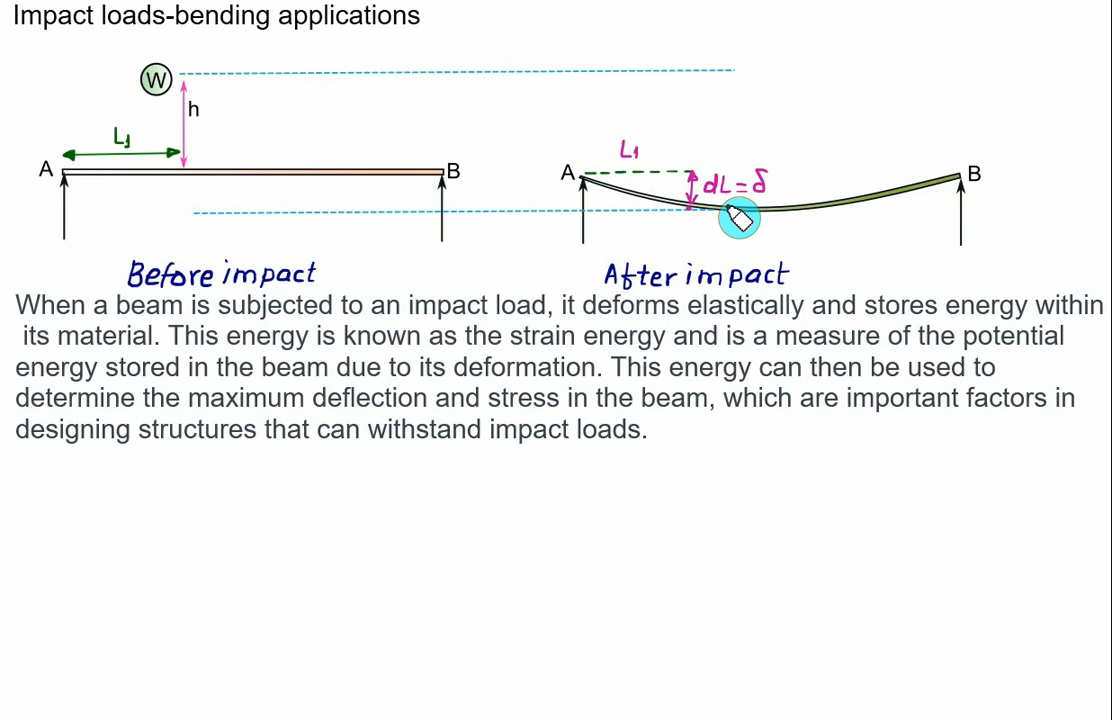 Impact loads-bending applications
W
h
L1
A
B
L1
A
dL=δ
B
Before impact
After impact
When a beam is subjected to an impact load, it deforms elastically and stores energy within
its material. This energy is known as the strain energy and is a measure of the potential
energy stored in the beam due to its deformation. This energy can then be used to
determine the maximum deflection and stress in the beam, which are important factors in
designing structures that can withstand impact loads.